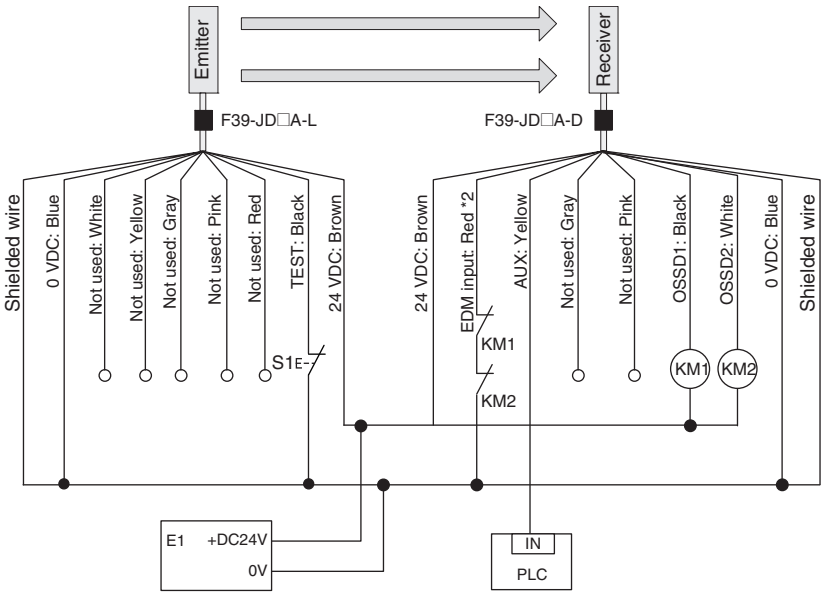 Emitter
Receiver
F39-JD□A-L
F39-JD□A-D
Shielded wire
0 VDC: Blue
Not used: White
Not used: Yellow
Not used: Gray
Not used: Pink
Not used: Red
TEST: Black
24 VDC: Brown
24 VDC: Brown
EDM input: Red *2
AUX: Yellow
Not used: Gray
Not used: Pink
OSSD1: Black
OSSD2: White
0 VDC: Blue
Shielded wire
S1
KM1
KM2
KM1
KM2
E1
+DC24V
0V
IN
PLC